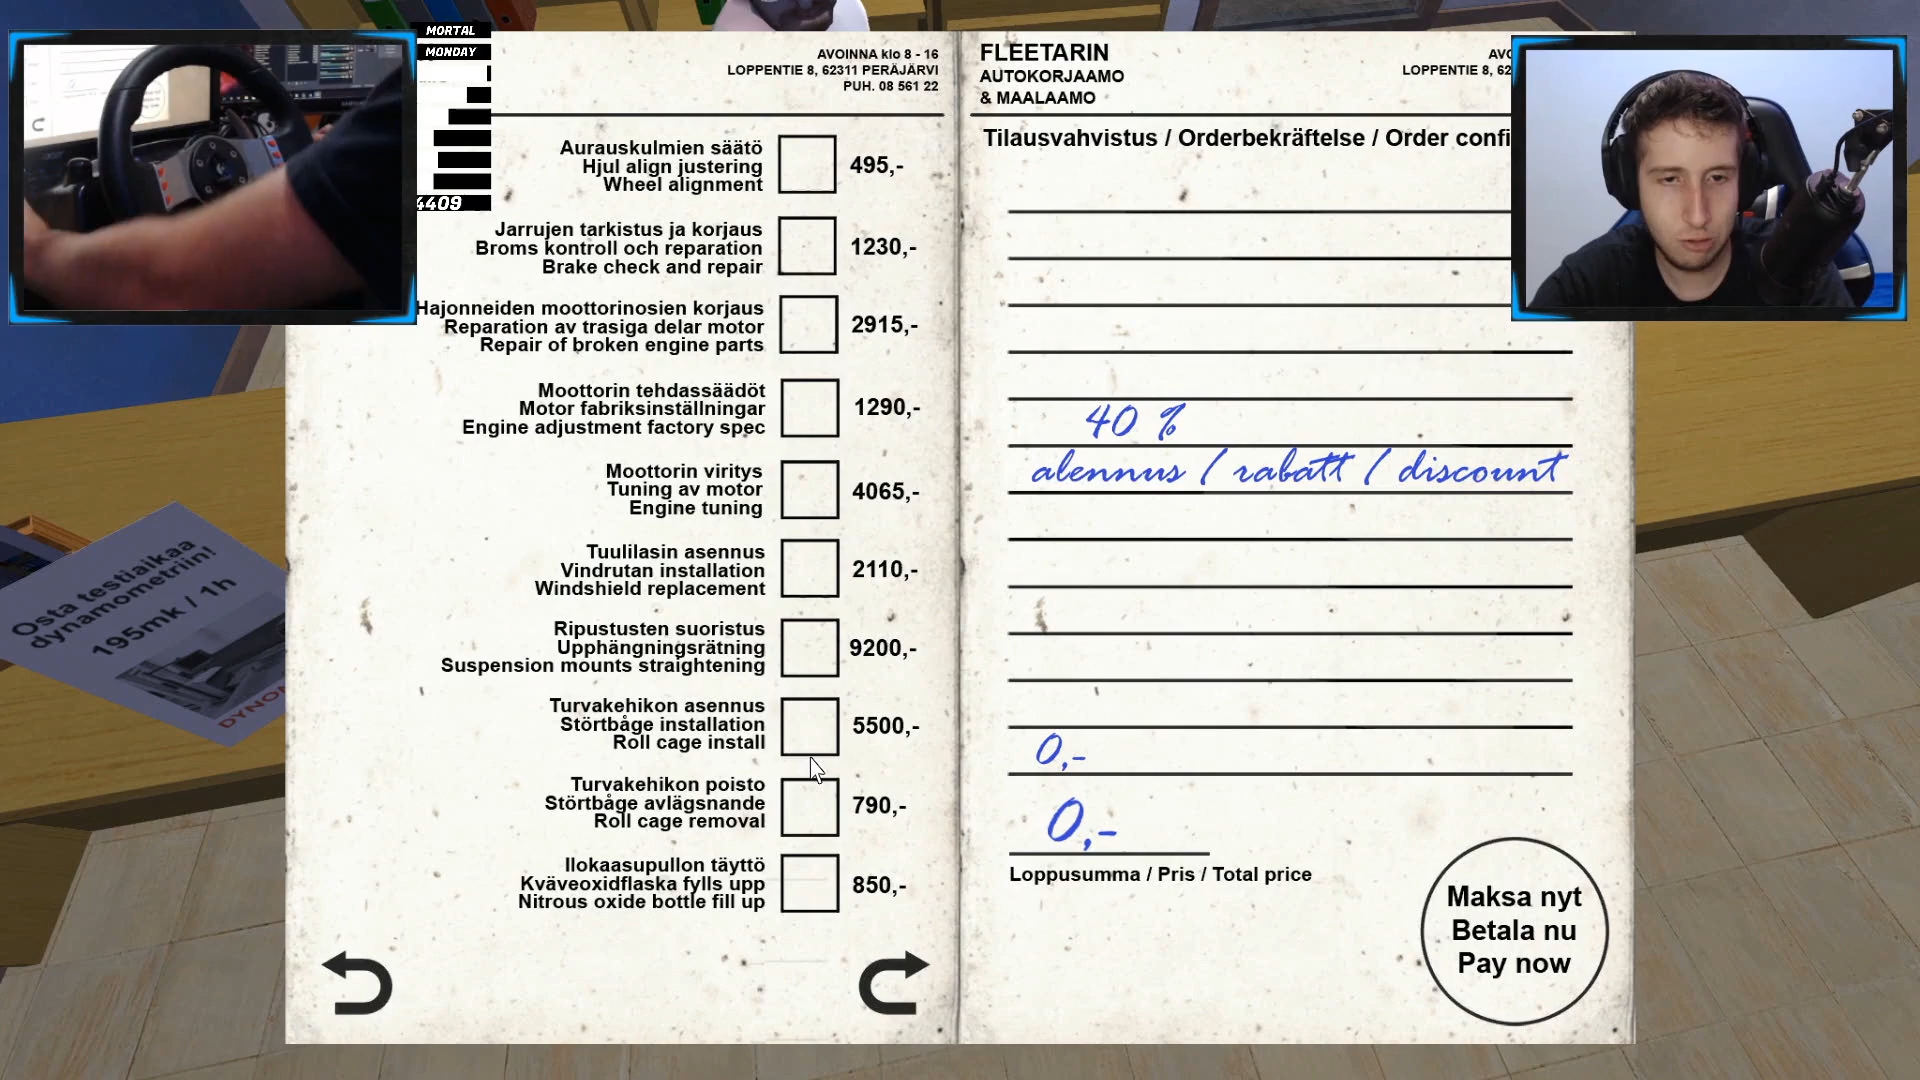 MORTAL
MONDAY
4409
AVOINNA klo 8 - 16
LOPPENTIE 8, 62311 PERÄJÄRVI
PUH. 08 561 22
Aurauskulmien säätö
Hjul align justering
Wheel alignment
495,-
Jarrujen tarkistus ja korjaus
Broms kontroll och reparation
Brake check and repair
1230,-
Hajonneiden moottorinosien korjaus
Reparation av trasiga delar motor
Repair of broken engine parts
2915,-
Moottorin tehdassäädöt
Motor fabriksinställningar
Engine adjustment factory spec
1290,-
Moottorin viritys
Tuning av motor
Engine tuning
4065,-
Tuulilasin asennus
Vindrutan installation
Windshield replacement
2110,-
Ripustusten suoristus
Upphängningsrätning
Suspension mounts straightening
9200,-
Turvakehikon asennus
Störtbåge installation
Roll cage install
5500,-
Turvakehikon poisto
Störtbåge avlägsnande
Roll cage removal
790,-
Ilokaasupullon täyttö
Kväveoxidflaska fylls upp
Nitrous oxide bottle fill up
850,-
FLEETARIN
AUTOKORJAAMO
& MAALAAMO
AVO
LOPPENTIE 8, 62
Tilausvahvistus / Orderbekräftelse / Order confi
40 %
alennus / rabatt / discount
0,-
0,-
Loppusumma / Pris / Total price
Maksa nyt
Betala nu
Pay now
Osta testiaikaa
dynamometriin!
195mk / 1h
DYNO